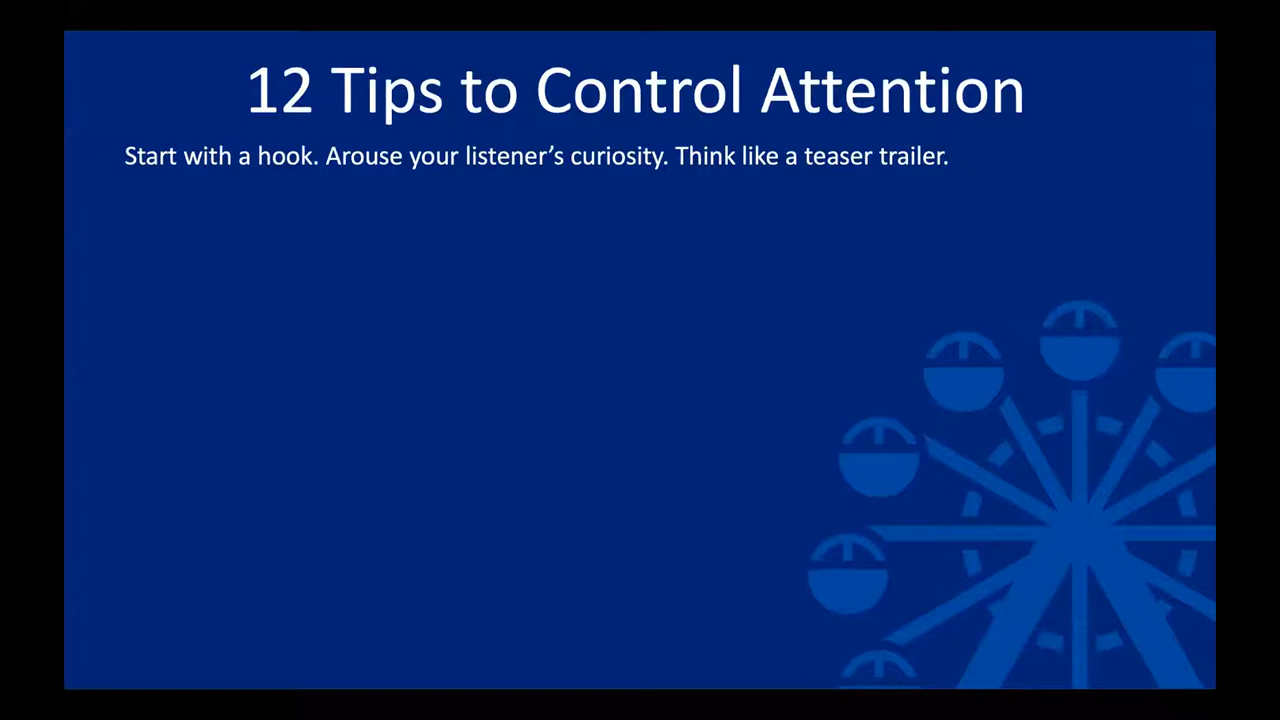 12 Tips to Control Attention
Start with a hook. Arouse your listener’s curiosity. Think like a teaser trailer.